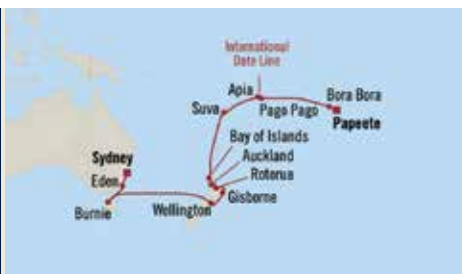 International
Date Line
Apia
Bora Bora
Suva
Pago Pago
Papeete
Bay of Islands
Sydney
Auckland
Eden
Rotorua
Gisborne
Burnie
Wellington